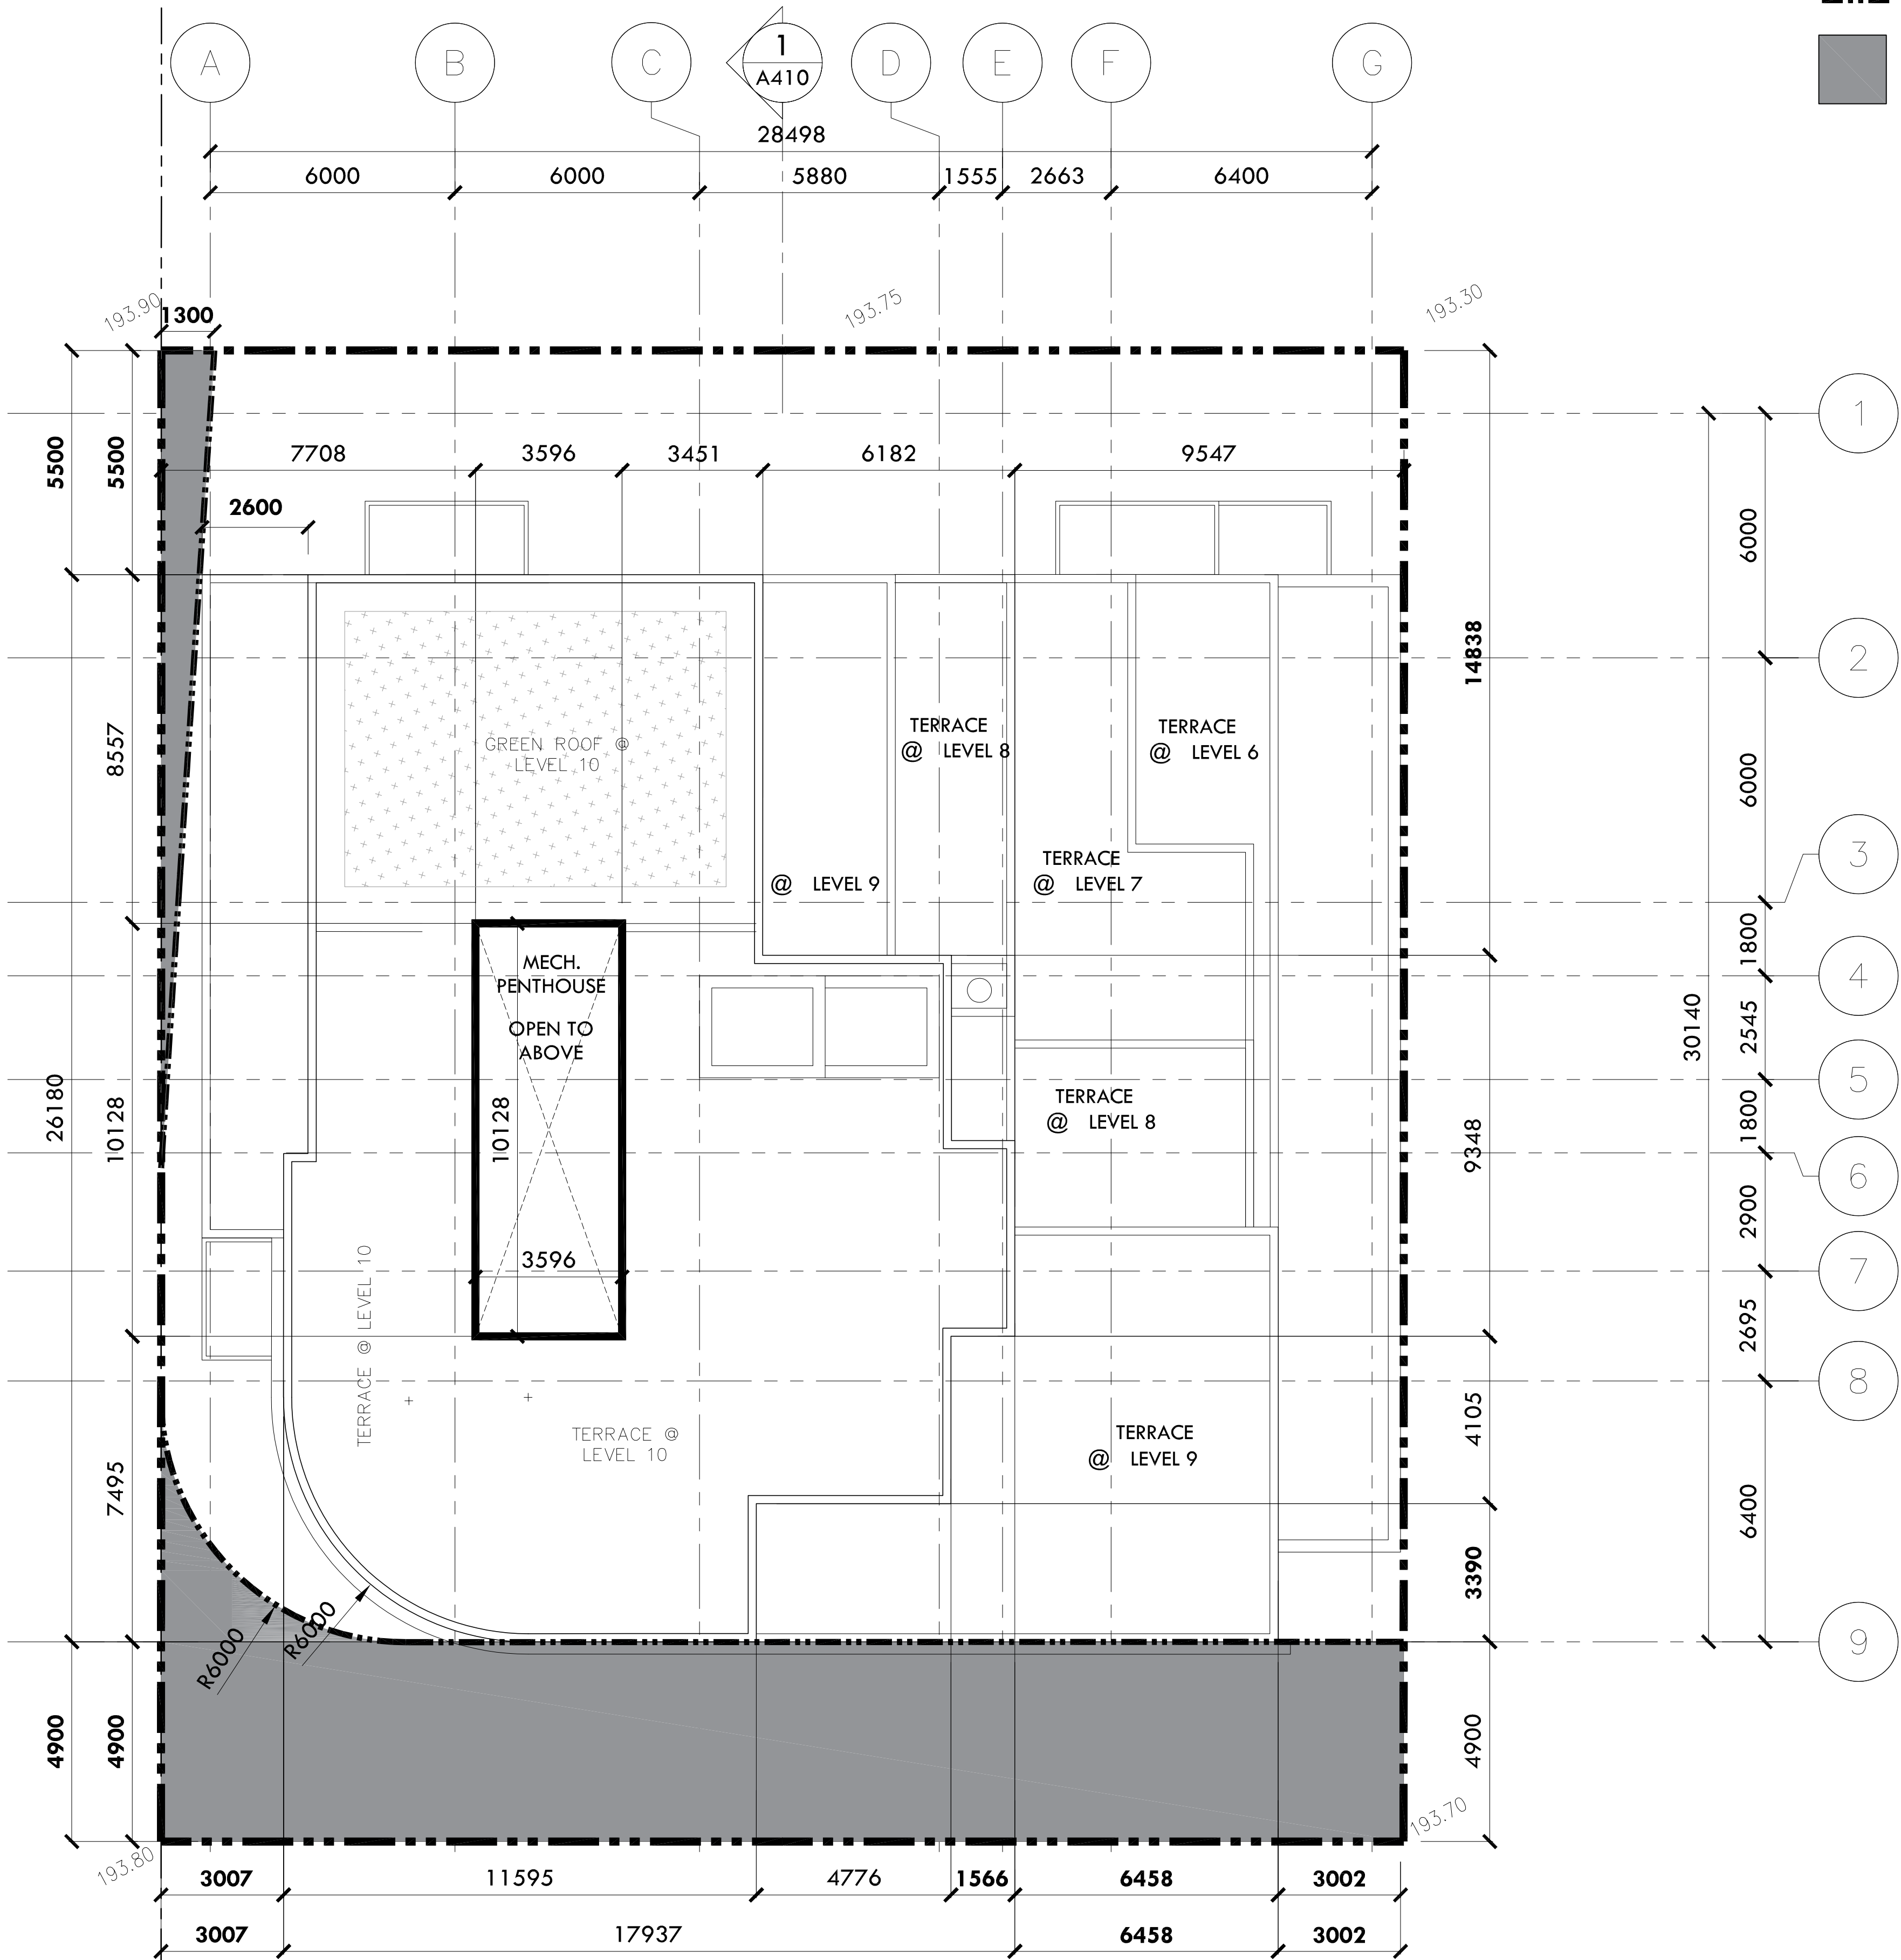 A
B
C
1
A410
D
E
F
G
28498
6000
6000
5880
1555
2663
6400
193.90
1300
193.75
193.30
1
5500
5500
7708
3596
3451
6182
9547
2600
6000
2
14838
GREEN ROOF @
LEVEL 10
TERRACE
@ LEVEL 8
TERRACE
@ LEVEL 6
8557
6000
3
@ LEVEL 9
TERRACE
@ LEVEL 7
1800
4
MECH.
PENTHOUSE
OPEN TO
ABOVE
30140
2545
5
26180
10128
10128
TERRACE
@ LEVEL 8
9348
1800
6
2900
3596
7
TERRACE @ LEVEL 10
2695
8
TERRACE @
LEVEL 10
TERRACE
@ LEVEL 9
4105
7495
6400
3390
R6000
R6000
9
4900
4900
4900
193.80
193.70
3007
11595
4776
1566
6458
3002
3007
17937
6458
3002